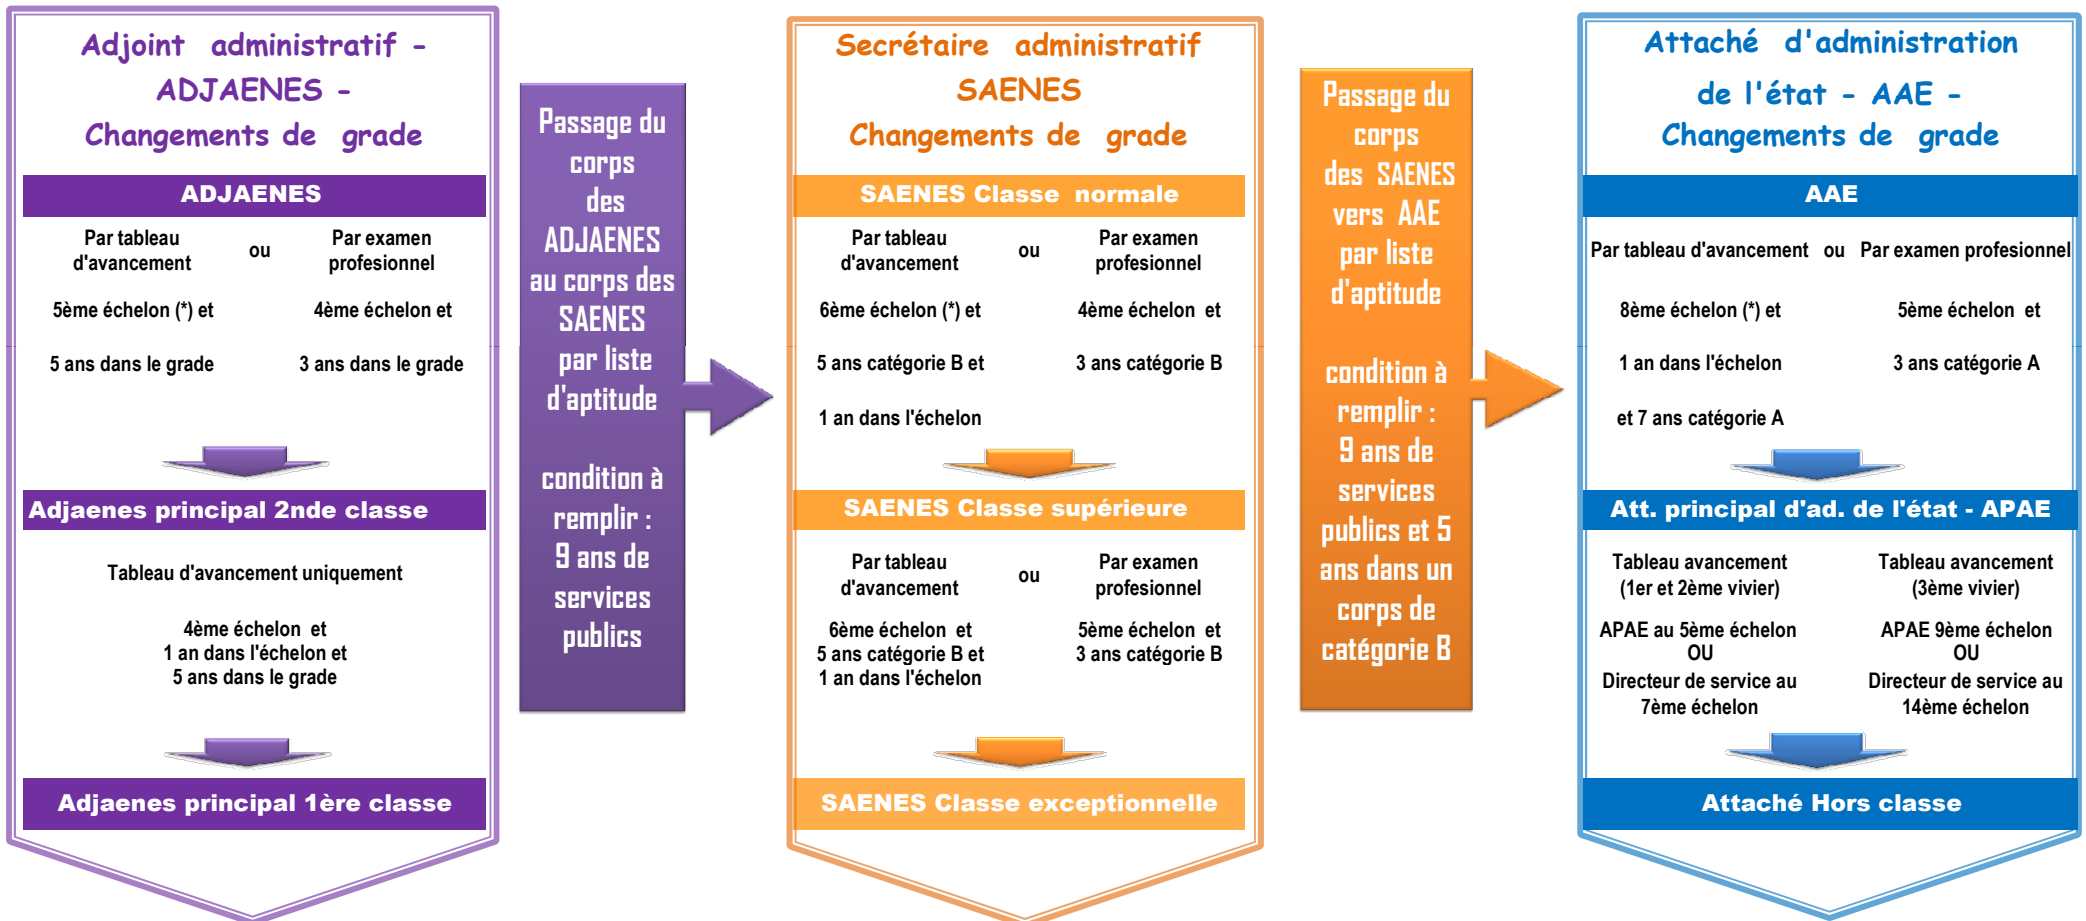 Adjoint administratif -
ADJAENES -
Changements de grade
ADJAENES
Par tableau
d'avancement
ou
Par examen
profesionnel
5ème échelon (*) et
4ème échelon et
5 ans dans le grade
3 ans dans le grade
Adjaenes principal 2nde classe
Tableau d'avancement uniquement
4ème échelon et
1 an dans l'échelon et
5 ans dans le grade
Adjaenes principal 1ère classe
Passage du
corps
des
ADJAENES
au corps des
SAENES
par liste
d'aptitude
condition à
remplir :
9 ans de
services
publics
Secrétaire administratif
SAENES
Changements de grade
SAENES Classe normale
Par tableau
d'avancement
ou
Par examen
profesionnel
6ème échelon (*) et
4ème échelon et
5 ans catégorie B et
3 ans catégorie B
1 an dans l'échelon
SAENES Classe supérieure
Par tableau
d'avancement
ou
Par examen
profesionnel
6ème échelon et
5 ans catégorie B et
1 an dans l'échelon
5ème échelon et
3 ans catégorie B
SAENES Classe exceptionnelle
Passage du
corps
des SAENES
vers AAE
par liste
d'aptitude
condition à
remplir :
9 ans de
services
publics et 5
ans dans un
corps de
catégorie B
Attaché d'administration
de l'état - AAE -
Changements de grade
AAE
Par tableau d'avancement ou Par examen profesionnel
8ème échelon (*) et
5ème échelon et
1 an dans l'échelon
3 ans catégorie A
et 7 ans catégorie A
Att. principal d'ad. de l'état - APAE
Tableau avancement
(1er et 2ème vivier)
APAE au 5ème échelon
OU
Directeur de service au
7ème échelon
Tableau avancement
(3ème vivier)
APAE 9ème échelon
OU
Directeur de service au
14ème échelon
Attaché Hors classe